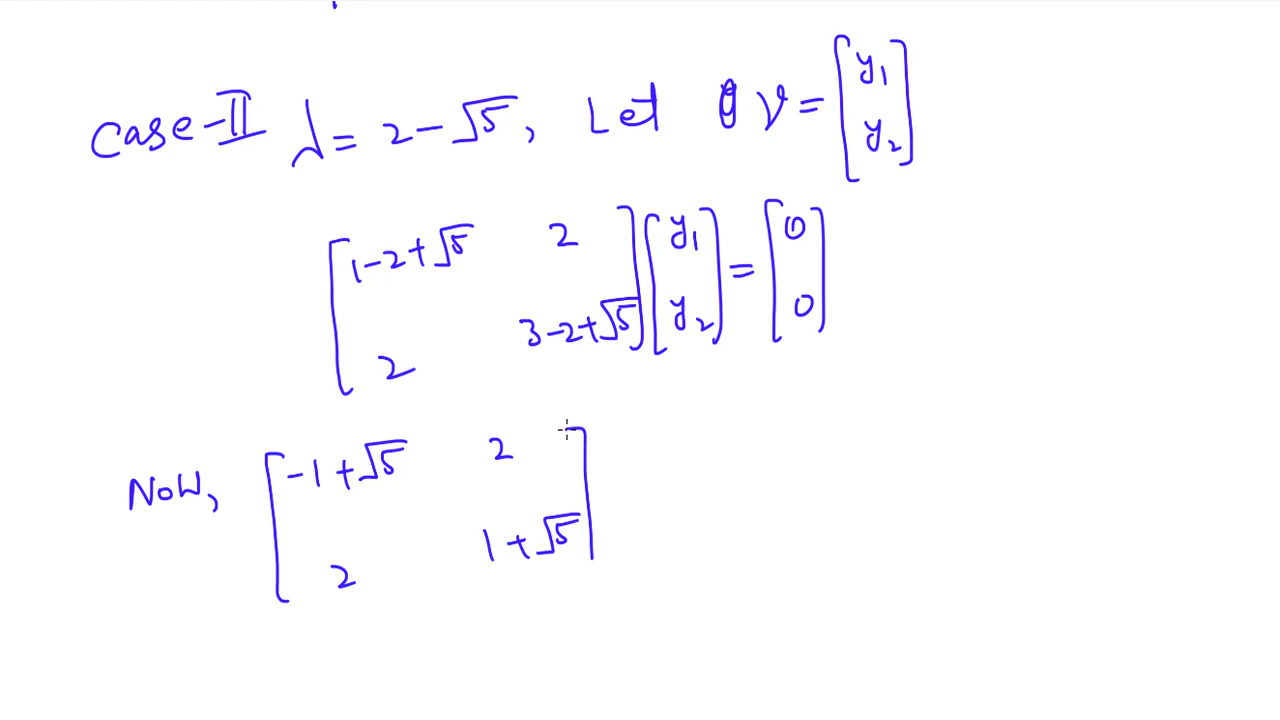 Case-II λ = 2-√5, Let v = [y1
y2]
[1-2+√5 2
2 3-2+√5] [y1
y2] = [0
0]
Now, [-1+√5 2
2 1+√5]